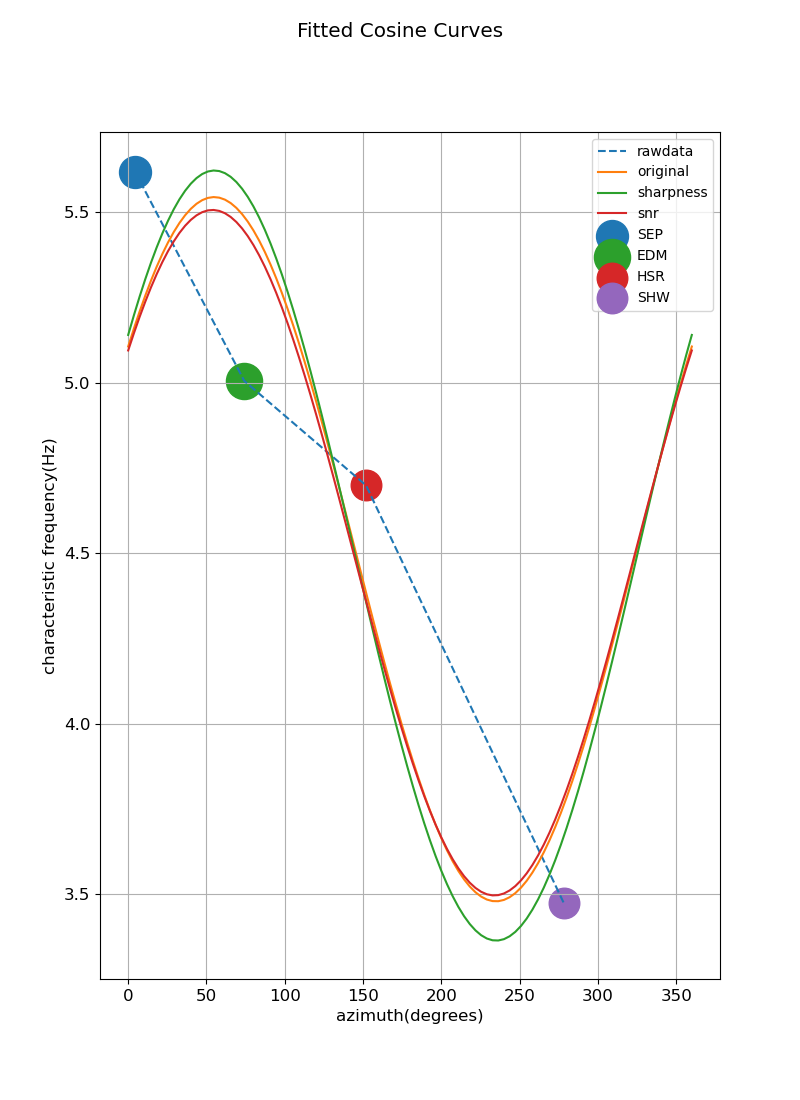 Fitted Cosine Curves
rawdata
original
sharpness
snr
SEP
EDM
HSR
SHW
characteristic frequency(Hz)
5.5
5.0
4.5
4.0
3.5
0 50 100 150 200 250 300 350
azimuth(degrees)